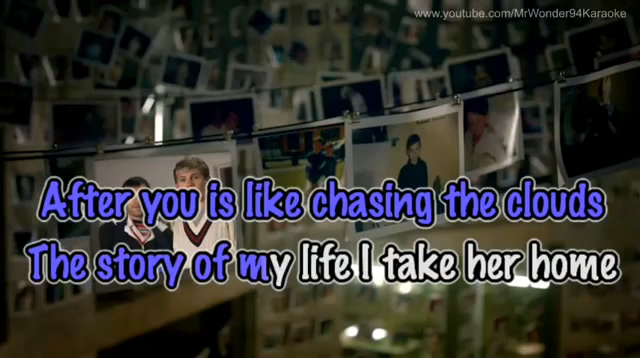 www.youtube.com/MrWonder94Karaoke
After you is like chasing the clouds
The story of my life I take her home